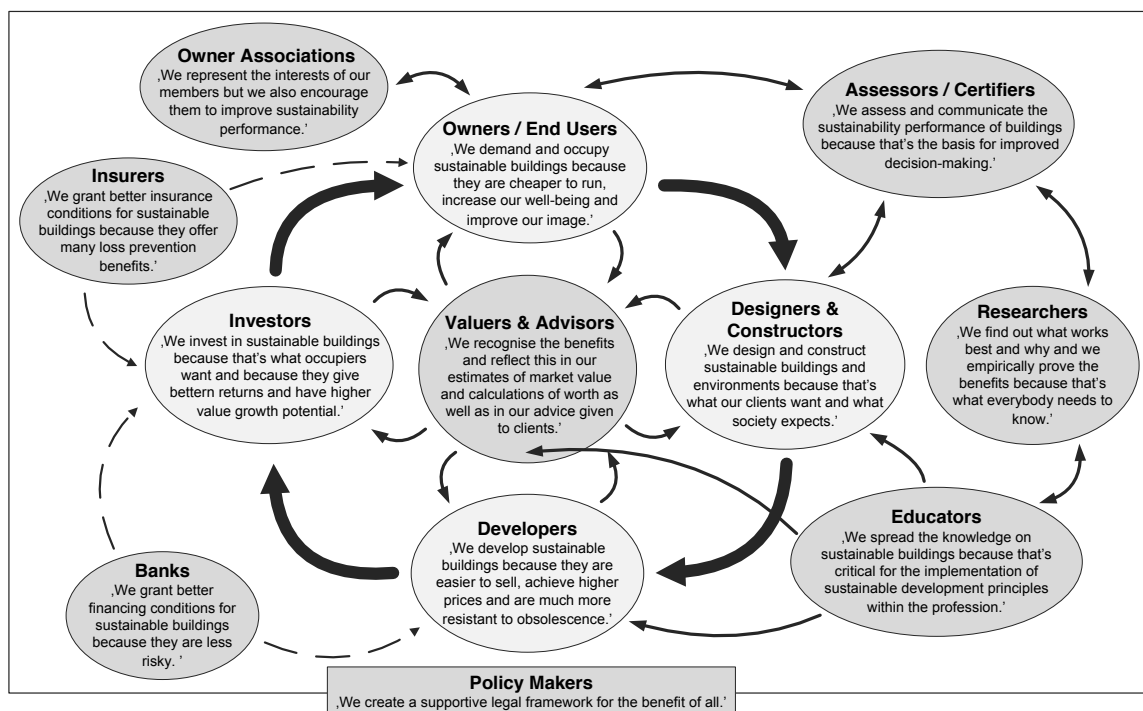 Owner Associations
‚We represent the interests of our
members but we also encourage
them to improve sustainability
performance.’
Owners / End Users
‚We demand and occupy
sustainable buildings because
they are cheaper to run,
increase our well-being and
improve our image.’
Assessors / Certifiers
‚We assess and communicate the
sustainability performance of buildings
because that’s the basis for improved
decision-making.’
Insurers
‚We grant better insurance
conditions for sustainable
buildings because they offer
many loss prevention
benefits.’
Investors
‚We invest in sustainable buildings
because that’s what occupiers
want and because they give
bettern returns and have higher
value growth potential.’
Valuers & Advisors
‚We recognise the benefits
and reflect this in our
estimates of market value
and calculations of worth as
well as in our advice given
to clients.’
Designers &
Constructors
‚We design and construct
sustainable buildings and
environments because that’s
what our clients want and what
society expects.’
Researchers
‚We find out what works
best and why and we
empirically prove the
benefits because that’s
what everybody needs to
know.’
Banks
‚We grant better
financing conditions for
sustainable buildings
because they are less
risky. ’
Developers
‚We develop sustainable
buildings because they are
easier to sell, achieve higher
prices and are much more
resistant to obsolescence.’
Educators
‚We spread the knowledge on
sustainable buildings because that’s
critical for the implementation of
sustainable development principles
within the profession.’
Policy Makers
‚We create a supportive legal framework for the benefit of all.’